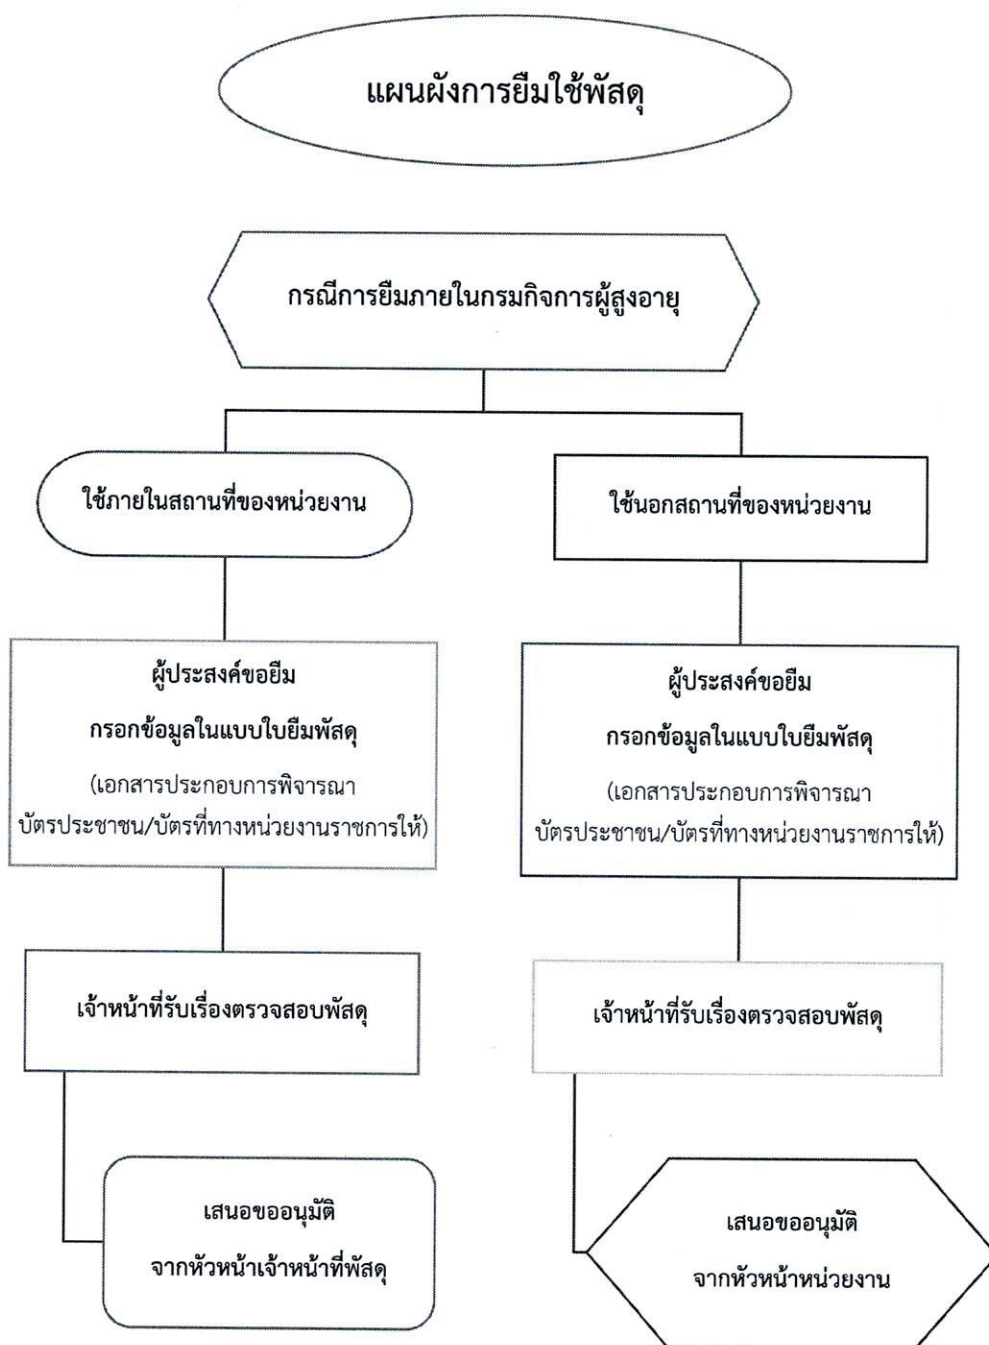 แผนผังการยืมใช้พัสดุ
กรณีการยืมภายในกรมกิจการผู้สูงอายุ
ใช้ภายในสถานที่ของหน่วยงาน
ผู้ประสงค์ขอยืม
กรอกข้อมูลในแบบใบยืมพัสดุ
(เอกสารประกอบการพิจารณา
บัตรประชาชน/บัตรที่ทางหน่วยงานราชการให้)
เจ้าหน้าที่รับเรื่องตรวจสอบพัสดุ
เสนอขออนุมัติ
จากหัวหน้าเจ้าหน้าที่พัสดุ
ใช้นอกสถานที่ของหน่วยงาน
ผู้ประสงค์ขอยืม
กรอกข้อมูลในแบบใบยืมพัสดุ
(เอกสารประกอบการพิจารณา
บัตรประชาชน/บัตรที่ทางหน่วยงานราชการให้)
เจ้าหน้าที่รับเรื่องตรวจสอบพัสดุ
เสนอขออนุมัติ
จากหัวหน้าหน่วยงาน